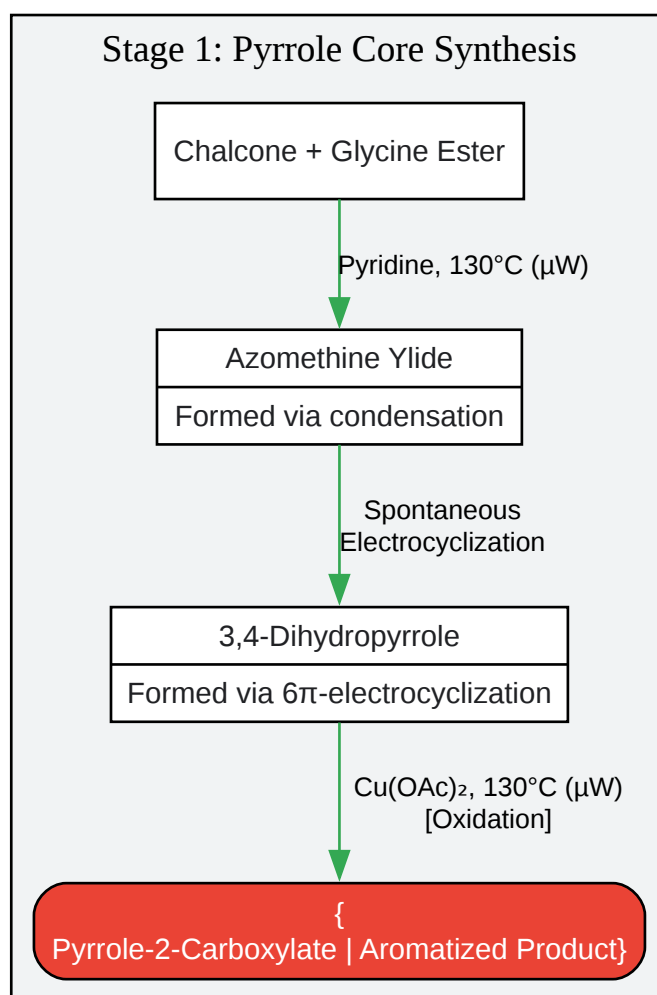 Stage 1: Pyrrole Core Synthesis
Chalcone + Glycine Ester
Pyridine, 130°C (µW)
Azomethine Ylide
Formed via condensation
Spontaneous
Electrocyclization
3,4-Dihydropyrrole
Formed via 6π-electrocyclization
Cu(OAc)₂, 130°C (µW)
[Oxidation]
{
Pyrrole-2-Carboxylate | Aromatized Product}